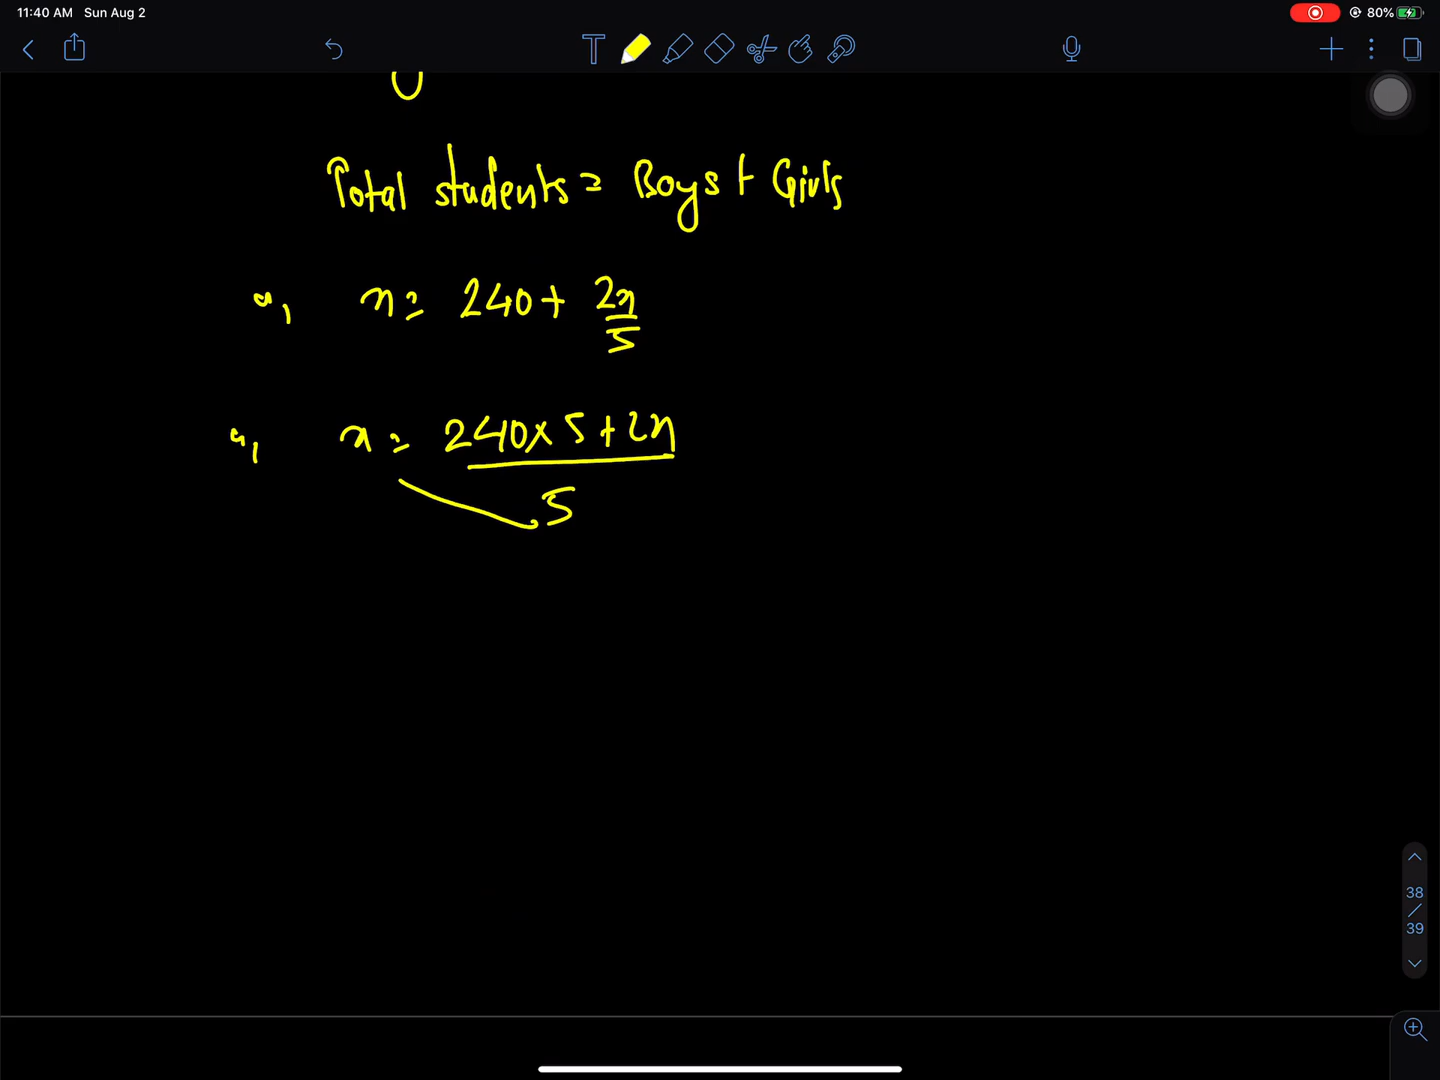 11:40 AM Sun Aug 2
80%
Total students = Boys + Girls
x = 240 + 2x/5
x = 240 x 5 + 2x
5
38
39